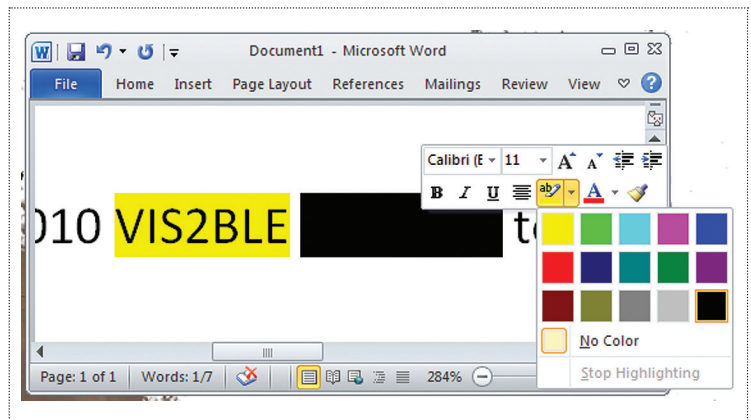 Document1 - Microsoft Word
File Home Insert Page Layout References Mailings Review View
Calibri (E 11 A A
B I U ab A
010 VIS2BLE
No Color
Stop Highlighting
Page: 1 of 1 Words: 1/7 284%